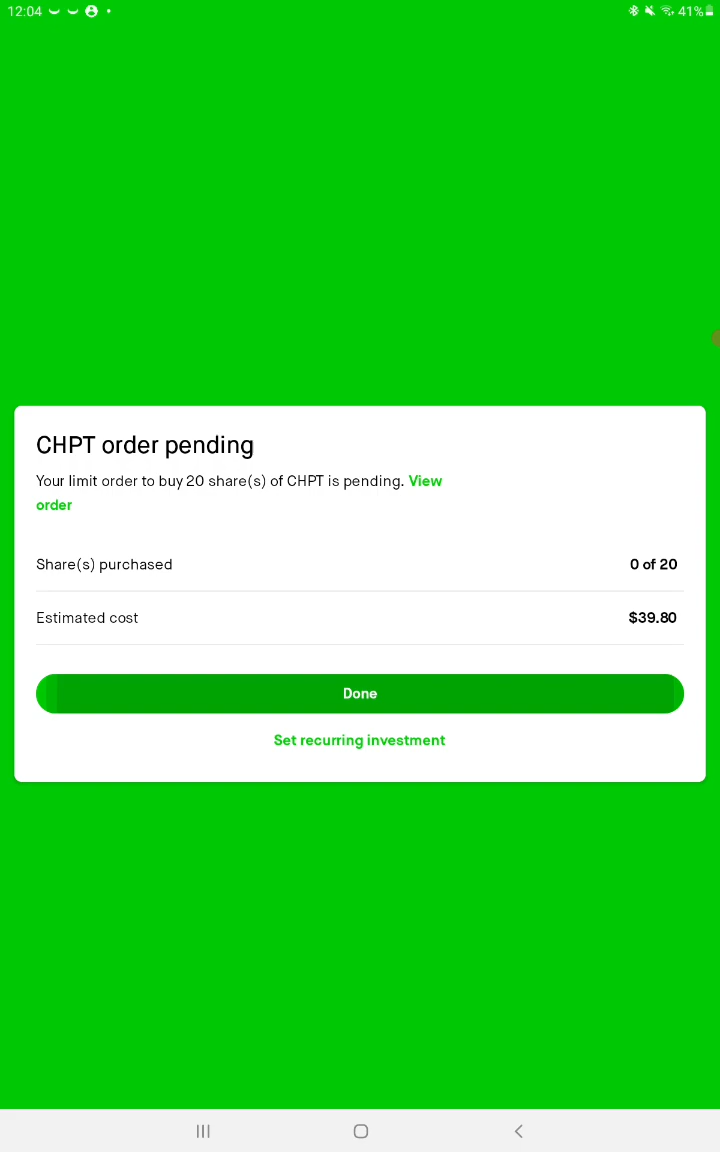 12:04
41%
CHPT order pending
Your limit order to buy 20 share(s) of CHPT is pending. View
order
Share(s) purchased 0 of 20
Estimated cost $39.80
Done
Set recurring investment